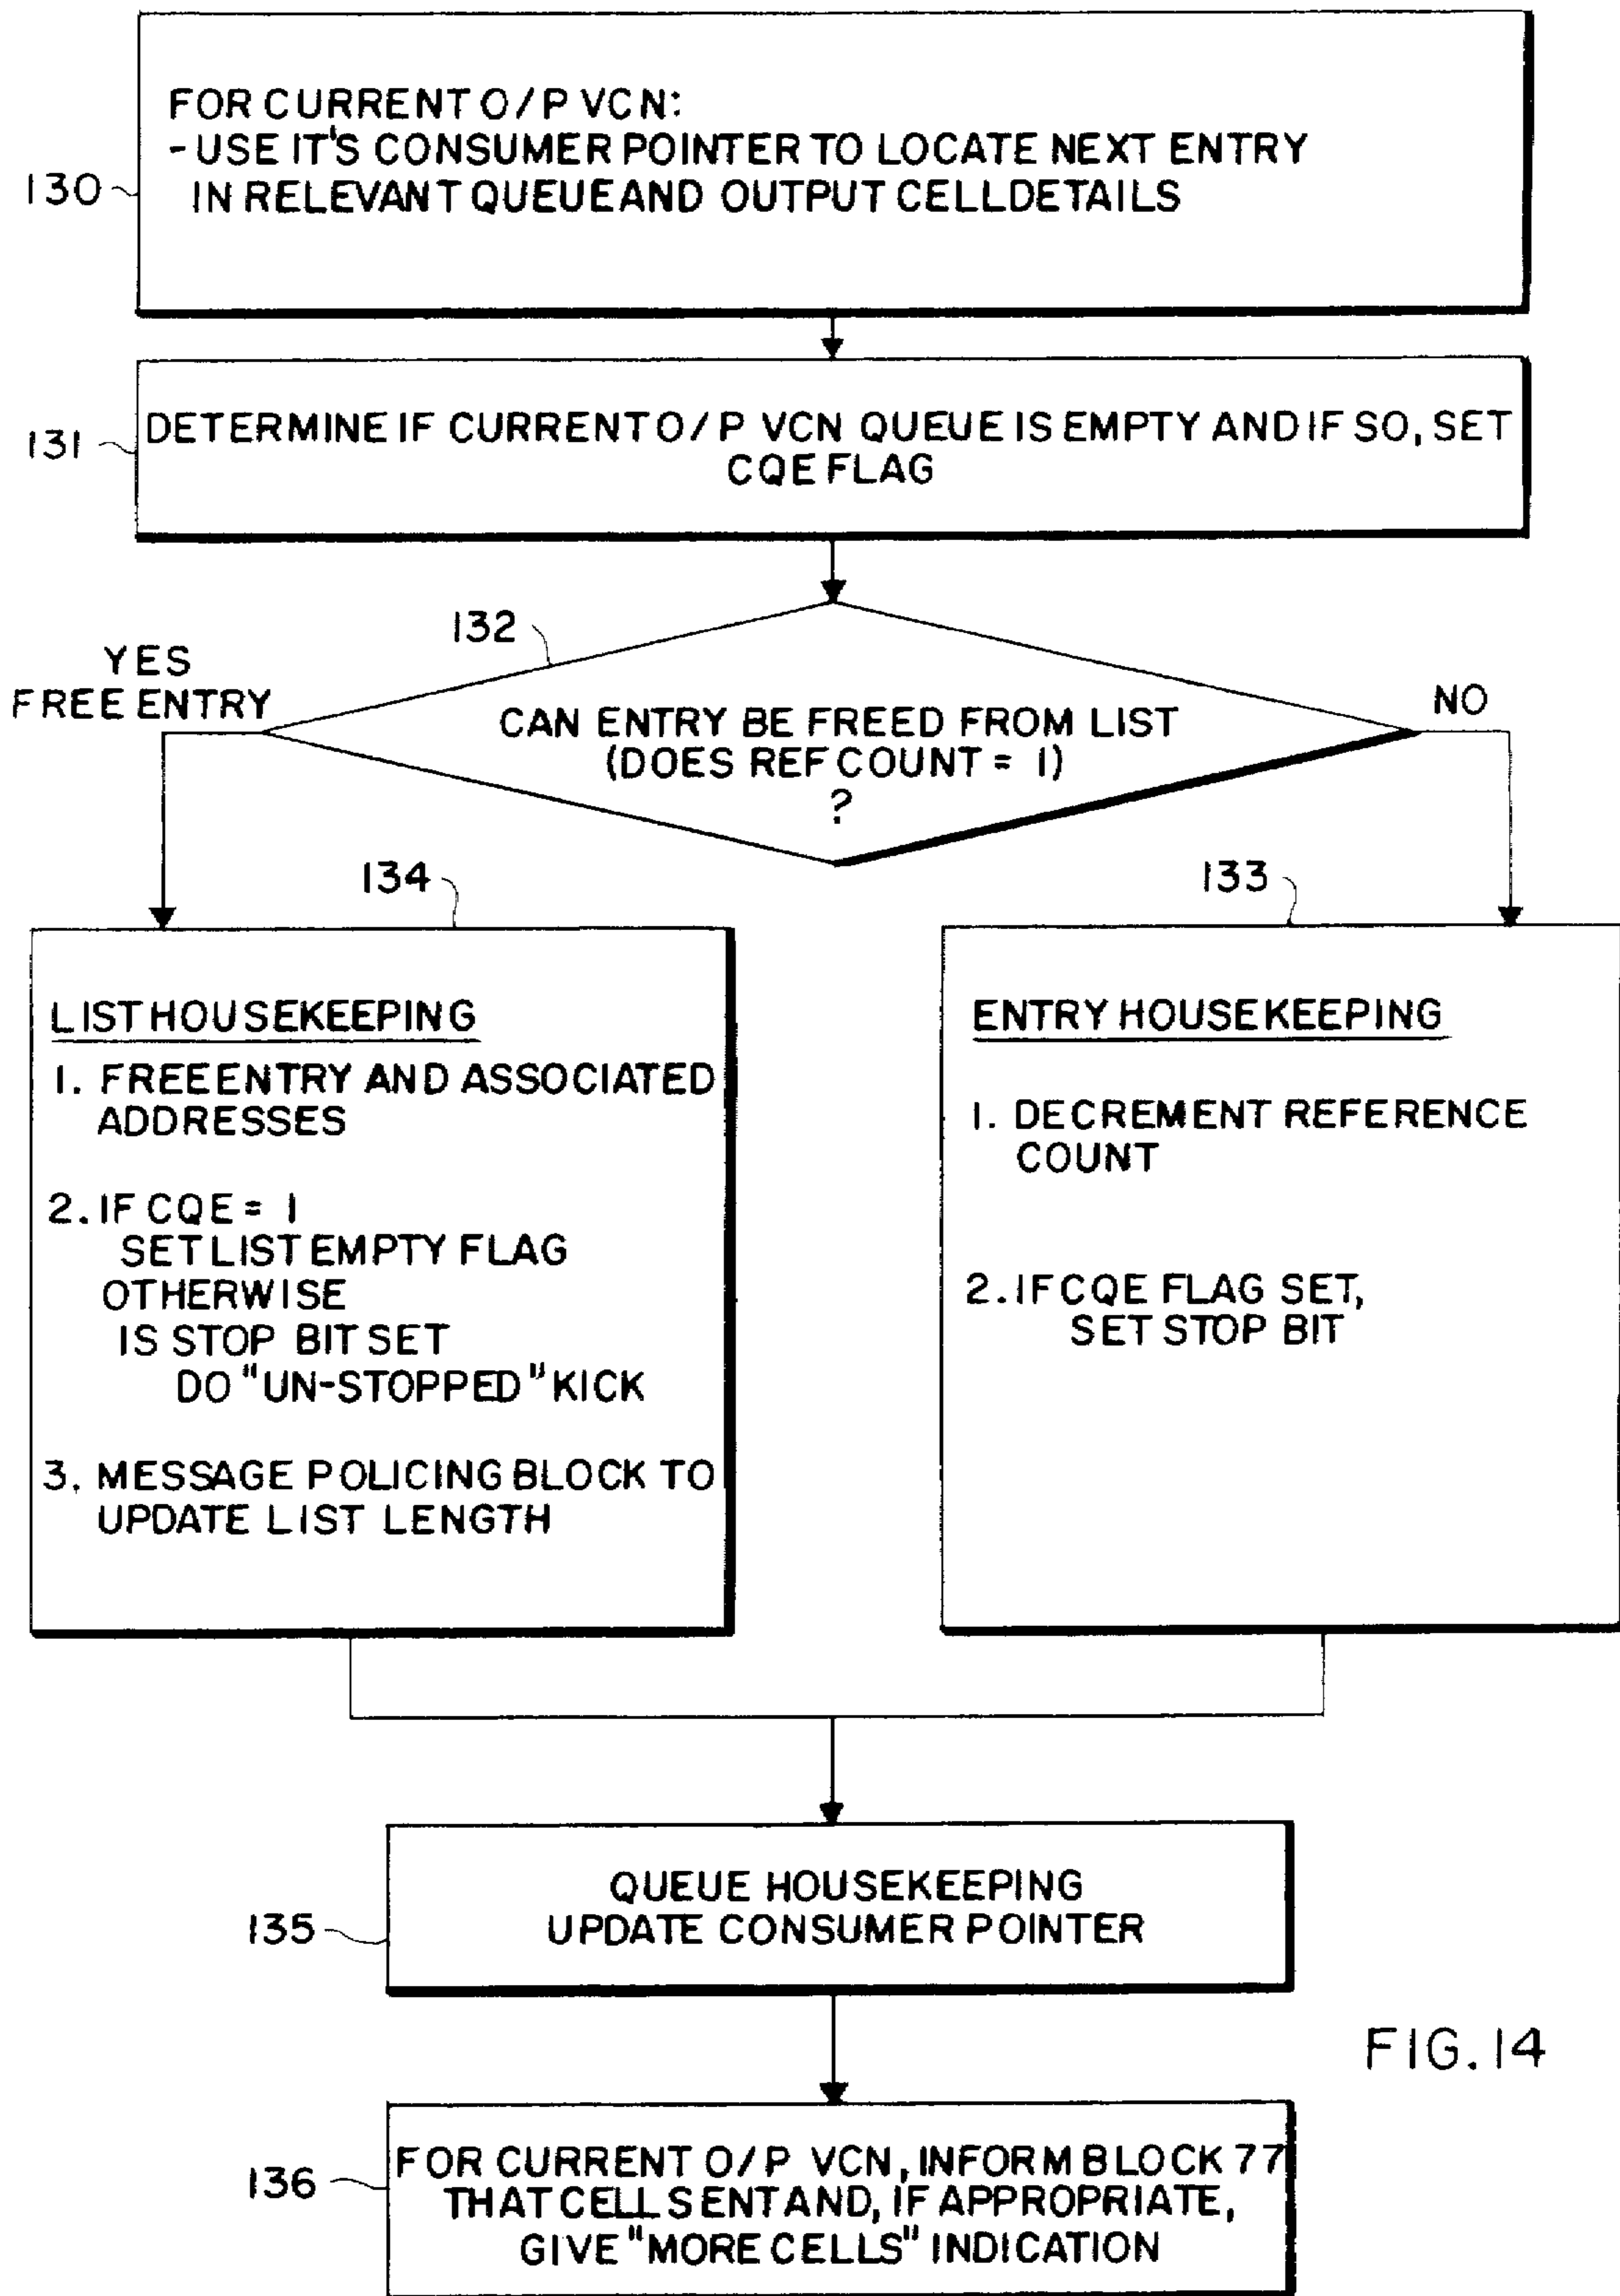 FOR CURRENT O/P VCN:
- USE IT'S CONSUMER POINTER TO LOCATE NEXT ENTRY
IN RELEVANT QUEUE AND OUTPUT CELL DETAILS
130
DETERMINE IF CURRENT O/P VCN QUEUE IS EMPTY AND IF SO, SET
CQE FLAG
131
132
YES
FREE ENTRY
NO
CAN ENTRY BE FREED FROM LIST
(DOES REF COUNT = 1)
?
134
133
LIST HOUSEKEEPING
1. FREE ENTRY AND ASSOCIATED
ADDRESSES
2. IF CQE = 1
SET LIST EMPTY FLAG
OTHERWISE
IS STOP BIT SET
DO "UN-STOPPED" KICK
3. MESSAGE POLICING BLOCK TO
UPDATE LIST LENGTH
ENTRY HOUSEKEEPING
1. DECREMENT REFERENCE
COUNT
2. IF CQE FLAG SET,
SET STOP BIT
QUEUE HOUSEKEEPING
UPDATE CONSUMER POINTER
135
FIG. 14
FOR CURRENT O/P VCN, INFORM BLOCK 77
THAT CELL SENT AND, IF APPROPRIATE,
GIVE "MORE CELLS" INDICATION
136